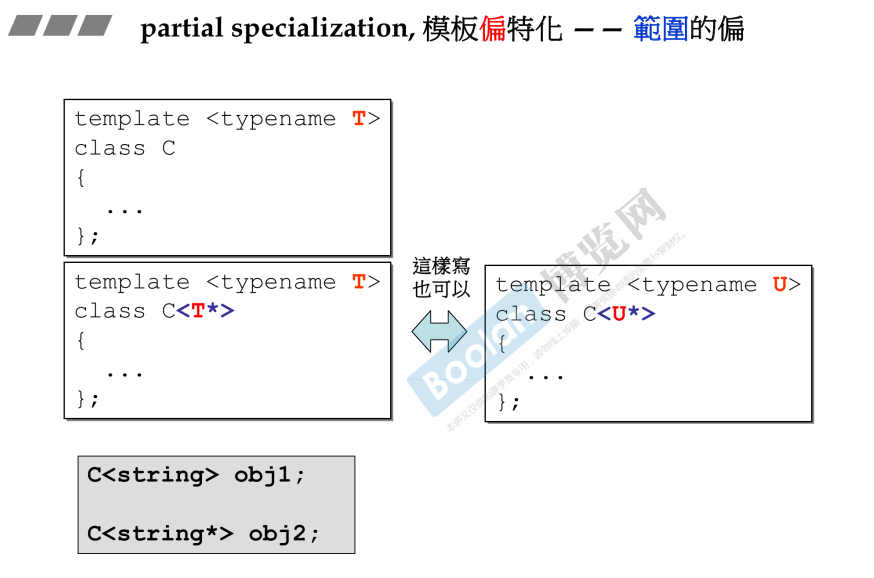 partial specialization, 模板偏特化 — — 範圍的偏
template <typename T>
class C
{
...
};
template <typename T>
class C<T*>
{
...
};
這樣寫
也可以
template <typename U>
class C<U*>
{
...
};
C<string> obj1;
C<string*> obj2;
Boolan
博览网